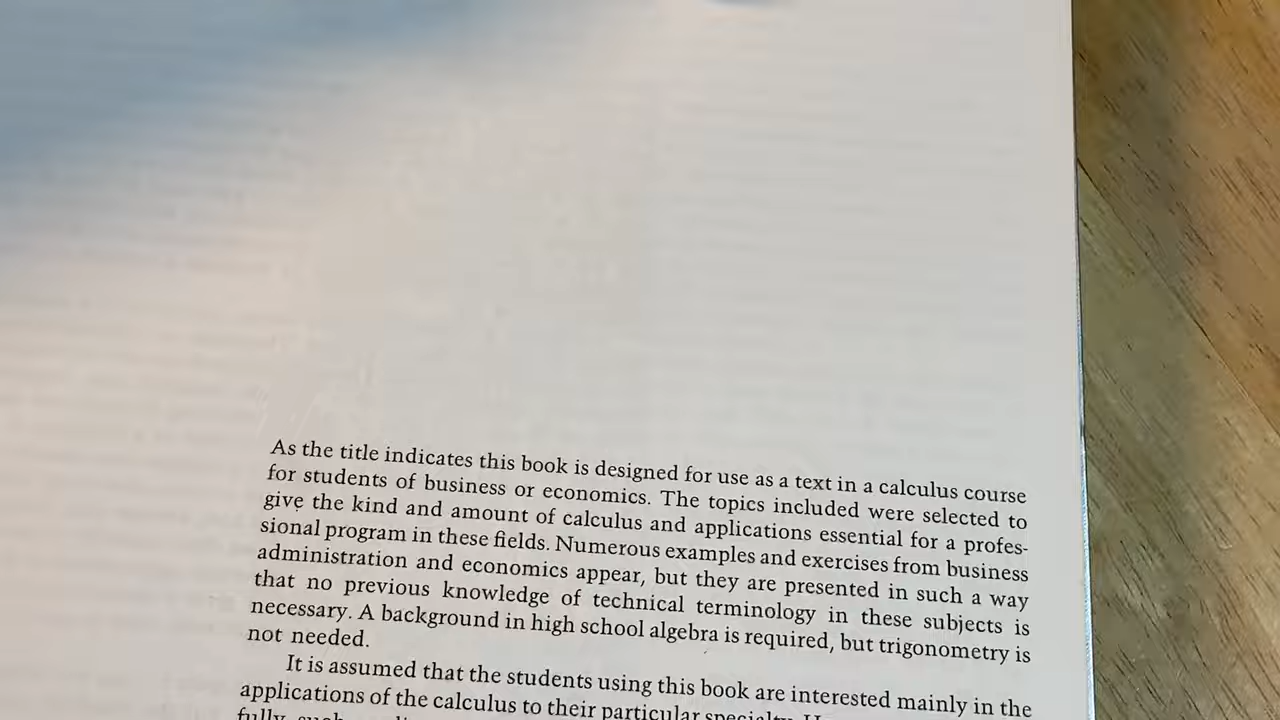 As the title indicates this book is designed for use as a text in a calculus course
for students of business or economics. The topics included were selected to
give the kind and amount of calculus and applications essential for a profes-
sional program in these fields. Numerous examples and exercises from business
administration and economics appear, but they are presented in such a way
that no previous knowledge of technical terminology in these subjects is
necessary. A background in high school algebra is required, but trigonometry is
not needed.
It is assumed that the students using this book are interested mainly in the
applications of the calculus to their particular specialty.
fully, such